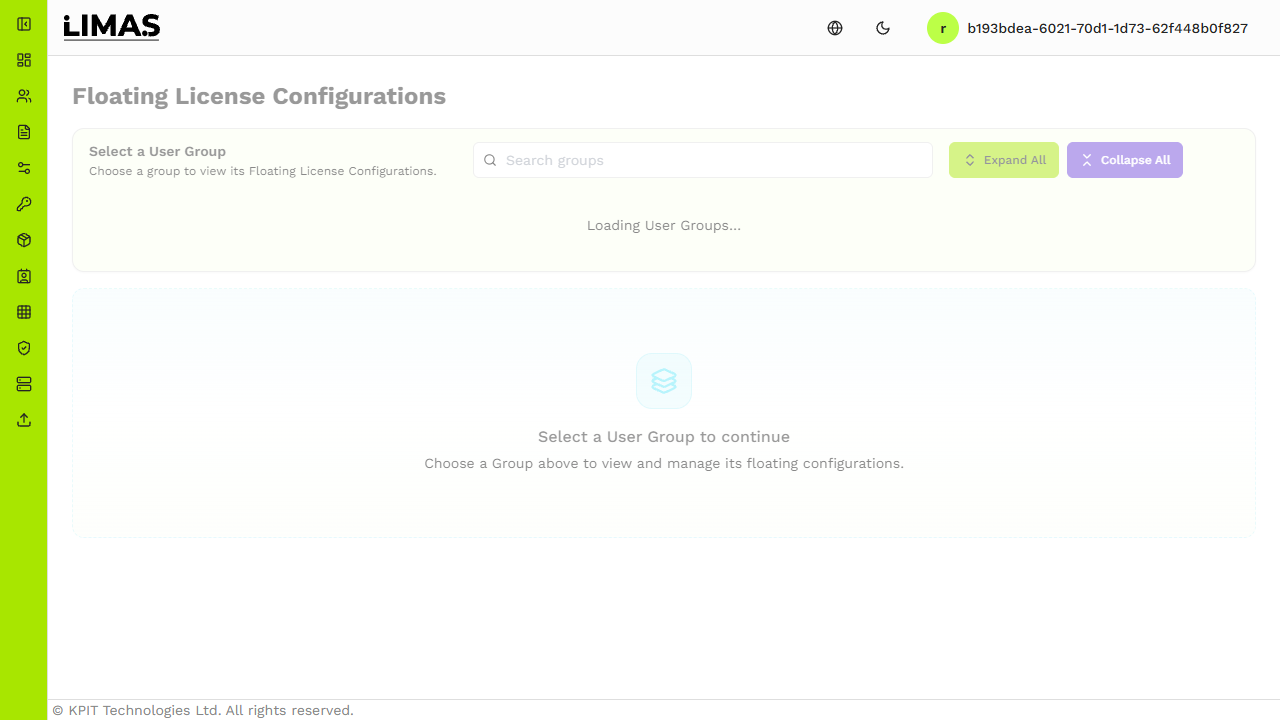 iLIMAS
r
b193bdea-6021-70d1-1d73-62f448b0f827
Floating License Configurations
Select a User Group
Choose a group to view its Floating License Configurations.
Search groups
Expand All
Collapse All
Loading User Groups...
Select a User Group to continue
Choose a Group above to view and manage its floating configurations.
© KPIT Technologies Ltd. All rights reserved.